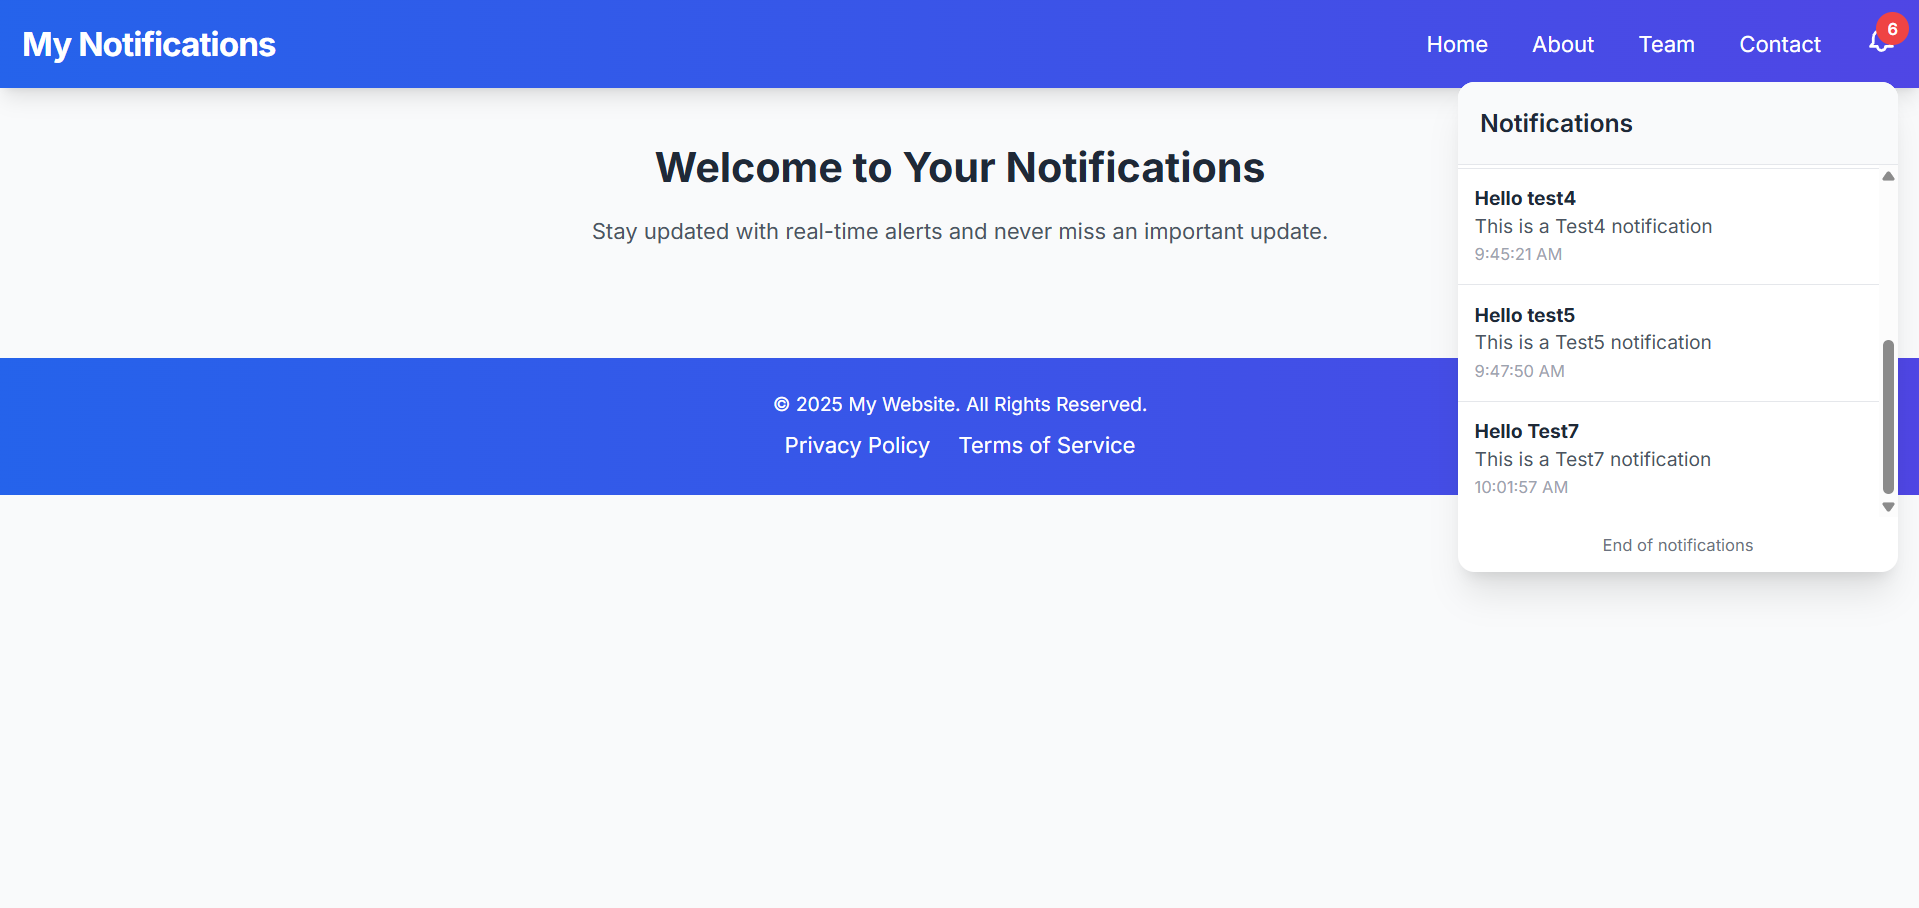 My Notifications
Home About Team Contact 6
Notifications
Welcome to Your Notifications
Stay updated with real-time alerts and never miss an important update.
Hello test4
This is a Test4 notification
9:45:21 AM
Hello test5
This is a Test5 notification
9:47:50 AM
Hello Test7
This is a Test7 notification
10:01:57 AM
End of notifications
© 2025 My Website. All Rights Reserved.
Privacy Policy Terms of Service